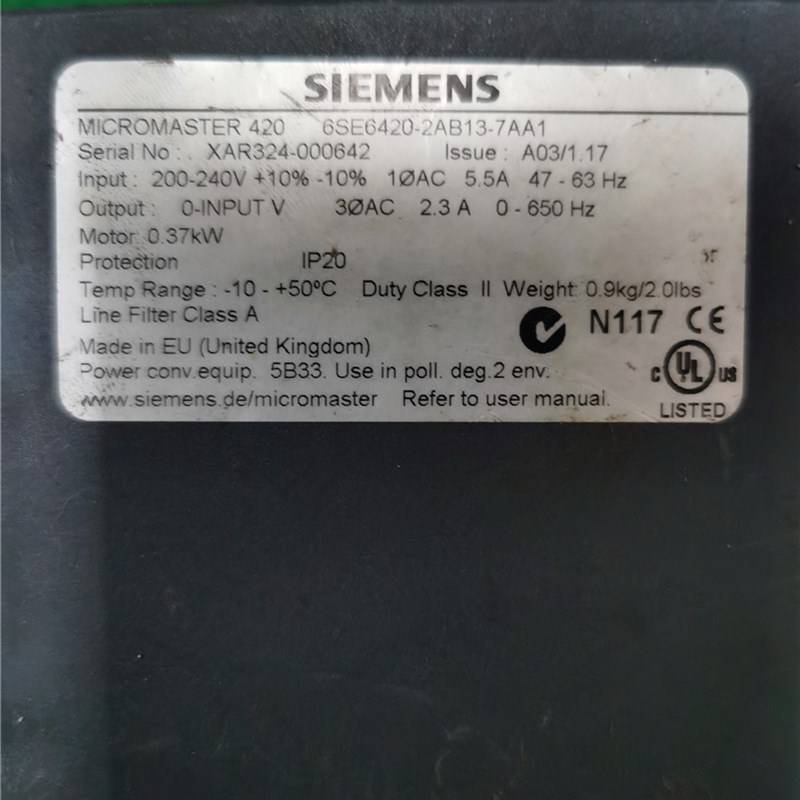 SIEMENS
MICROMASTER 420 6SE6420-2AB13-7AA1
Serial No : . XAR324-000642 Issue : A03/1.17
Input : 200-240V +10% -10% 1ØAC 5.5A 47 - 63 Hz
Output : 0-INPUT V 3ØAC 2.3 A 0 - 650 Hz
Motor: 0.37kW
Protection IP20
Temp Range : -10 - +50ºC Duty Class II Weight: 0.9kg/2.0lbs
Line Filter Class A
N117 CE
Made in EU (United Kingdom)
Power conv.equip. 5B33. Use in poll. deg.2 env.
c UL us
www.siemens.de/micromaster Refer to user manual.
LISTED